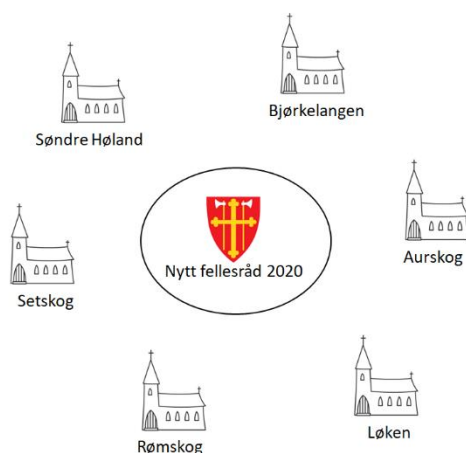 Bjørkelangen
Søndre Høland
Aurskog
Nytt fellesråd 2020
Setskog
Løken
Rømskog